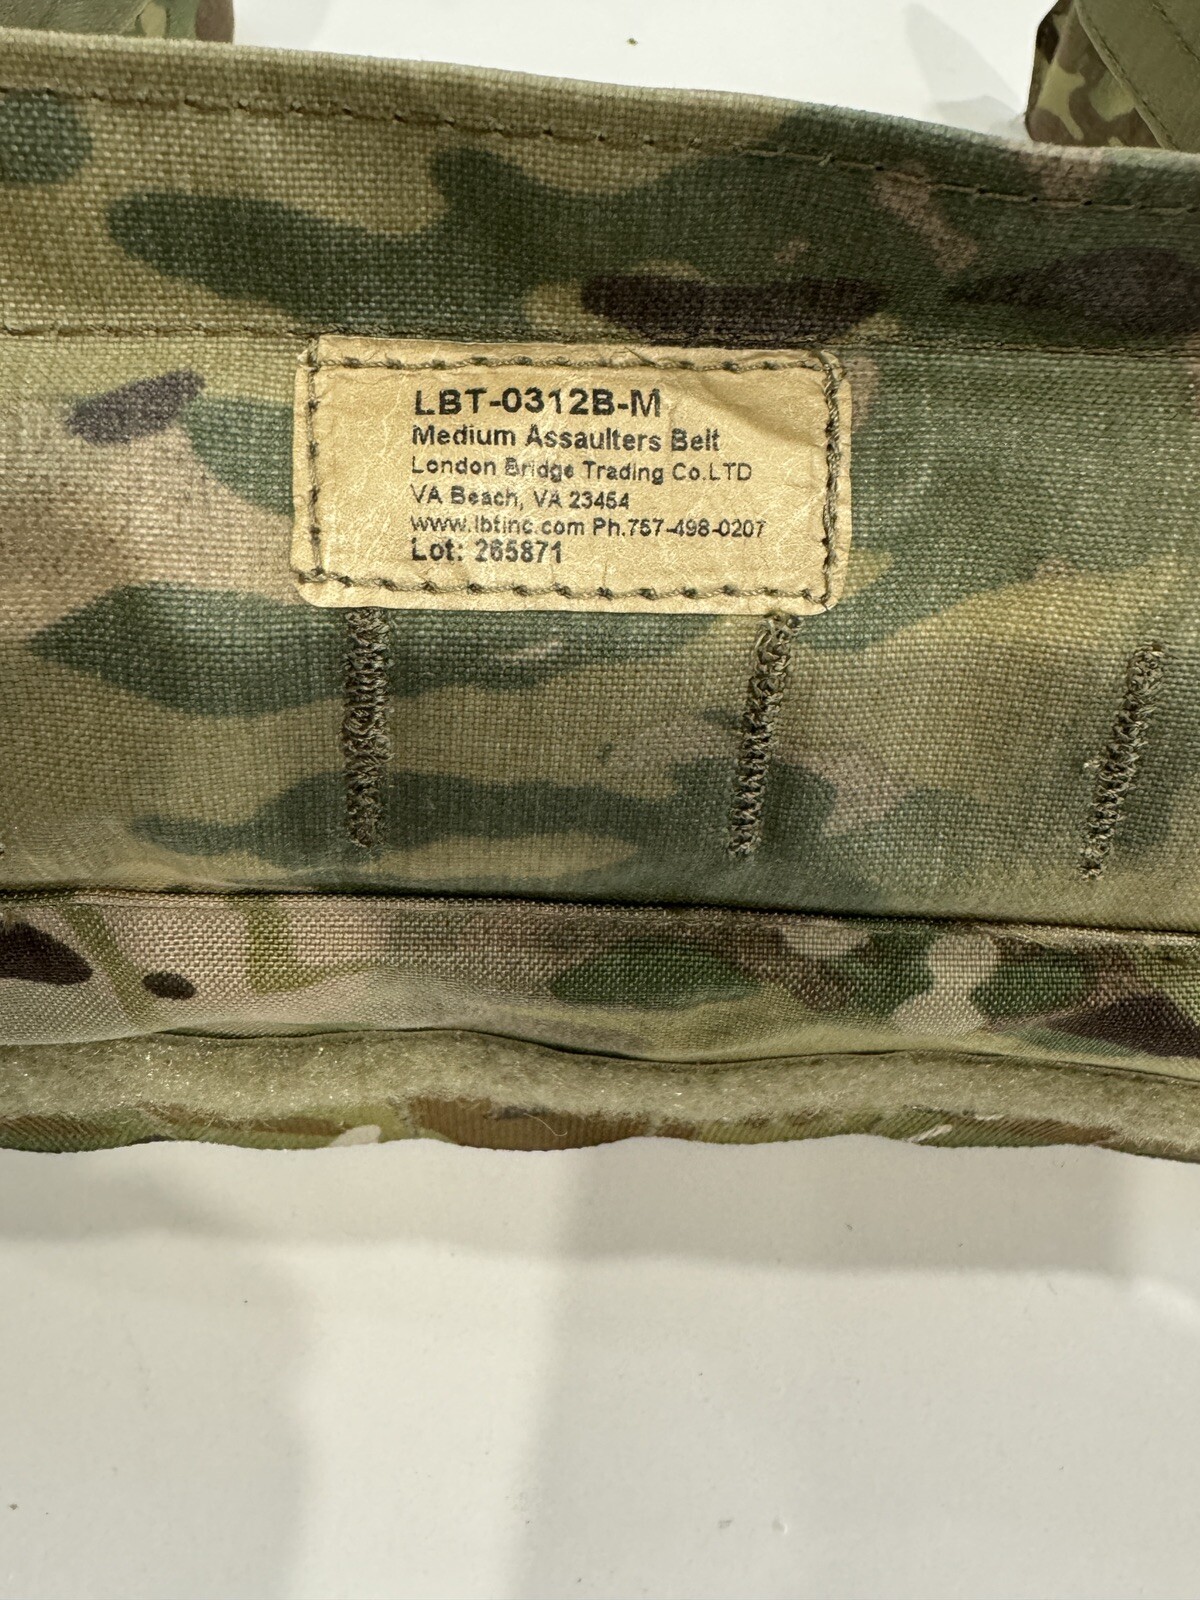 LBT-0312B-M
Medium Assaulters Belt
London Bridge Trading Co.LTD
VA Beach, VA 23454
www.lbtinc.com Ph.757-498-0207
Lot: 265871